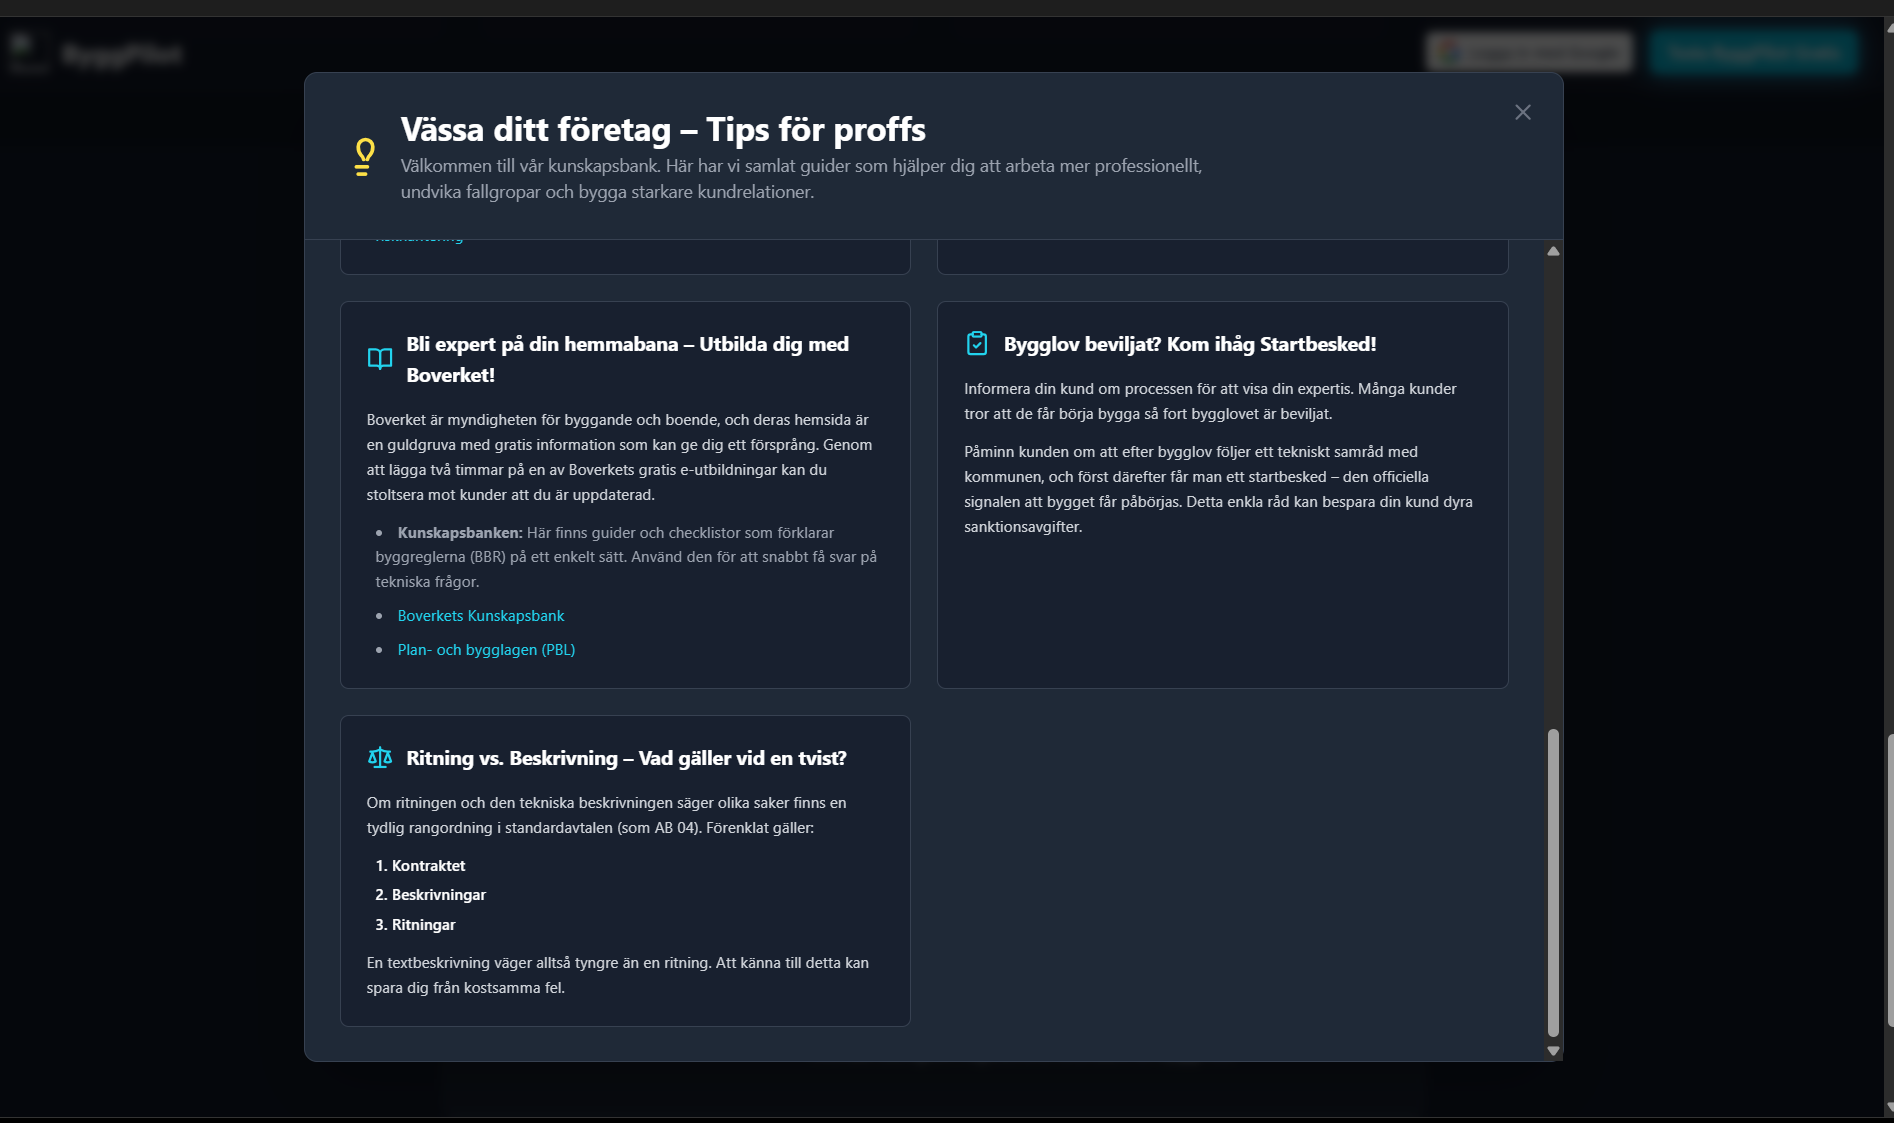 ByggPilot
Vässa ditt företag – Tips för proffs
Välkommen till vår kunskapsbank. Här har vi samlat guider som hjälper dig att arbeta mer professionellt,
undvika fallgropar och bygga starkare kundrelationer.
Bli expert på din hemmabana – Utbilda dig med
Boverket!
Boverket är myndigheten för byggande och boende, och deras hemsida är
en guldgruva med gratis information som kan ge dig ett försprång. Genom
att lägga två timmar på en av Boverkets gratis e-utbildningar kan du
stoltsera mot kunder att du är uppdaterad.
• Kunskapsbanken: Här finns guider och checklistor som förklarar
byggreglerna (BBR) på ett enkelt sätt. Använd den för att snabbt få svar på
tekniska frågor.
• Boverkets Kunskapsbank
• Plan- och bygglagen (PBL)
Bygglov beviljat? Kom ihåg Startbesked!
Informera din kund om processen för att visa din expertis. Många kunder
tror att de får börja bygga så fort bygglovet är beviljat.
Påminn kunden om att efter bygglov följer ett tekniskt samråd med
kommunen, och först därefter får man ett startbesked – den officiella
signalen att bygget får påbörjas. Detta enkla råd kan bespara din kund dyra
sanktionsavgifter.
Ritning vs. Beskrivning – Vad gäller vid en tvist?
Om ritningen och den tekniska beskrivningen säger olika saker finns en
tydlig rangordning i standardavtalen (som AB 04). Förenklat gäller:
1. Kontraktet
2. Beskrivningar
3. Ritningar
En textbeskrivning väger alltså tyngre än en ritning. Att känna till detta kan
spara dig från kostsamma fel.